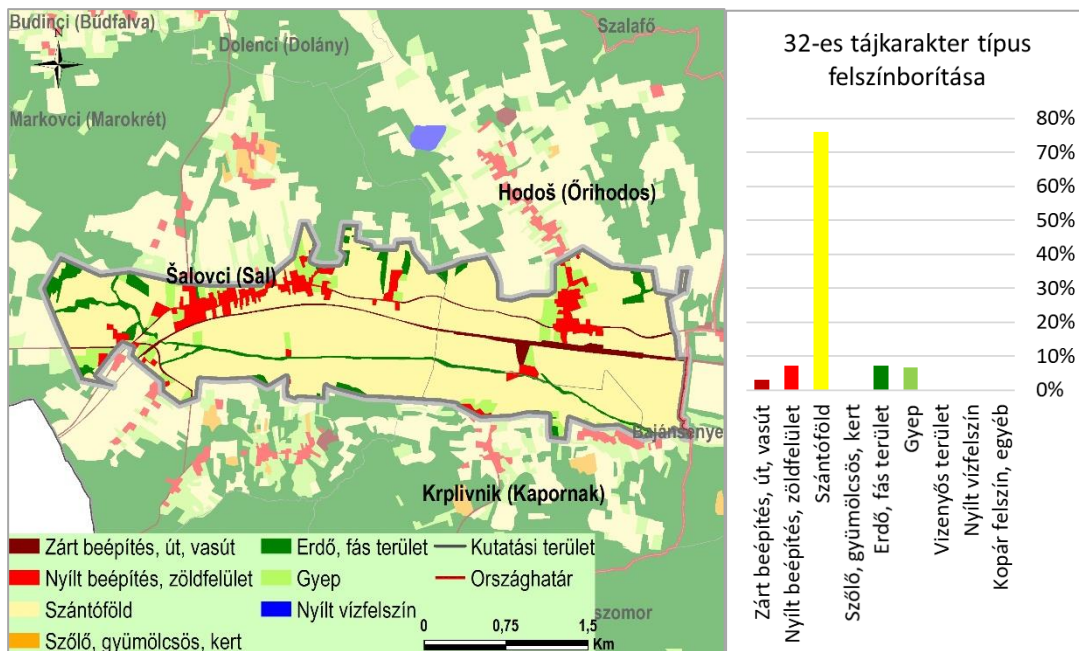 Budinci (Búdfalva)
Dolenci (Dolány)
Szalafő
N
Markovci (Marokrét)
Hodoš (Őrihodos)
Šalovci (Sal)
Bajánsenye
Krplivnik (Kapornak)
szomor
Zárt beépítés, út, vasút
Nyílt beépítés, zöldfelület
Szántóföld
Szőlő, gyümölcsös, kert
Erdő, fás terület
Gyep
Nyílt vízfelszín
Kutatási terület
Országhatár
0 0,75 1,5
Km
32-es tájkarakter típus
felszínborítása
80%
70%
60%
50%
40%
30%
20%
10%
0%
Zárt beépítés, út, vasút
Nyílt beépítés, zöldfelület
Szántóföld
Szőlő, gyümölcsös, kert
Erdő, fás terület
Gyep
Vizenyős terület
Nyílt vízfelszín
Kopár felszín, egyéb